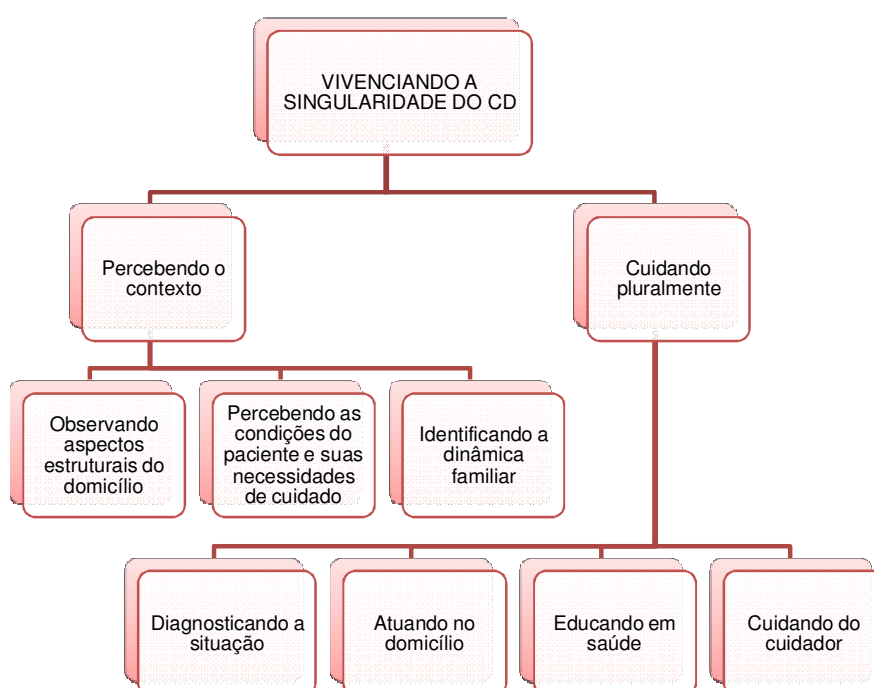 VIVENCIANDO A
SINGULARIDADE DO CD
Percebendo o
contexto
Cuidando
pluralmente
Observando
aspectos
estruturais do
domicílio
Percebendo as
condições do
paciente e suas
necessidades
de cuidado
Identificando a
dinâmica
familiar
Diagnosticando a
situação
Atuando no
domicílio
Educando em
saúde
Cuidando do
cuidador